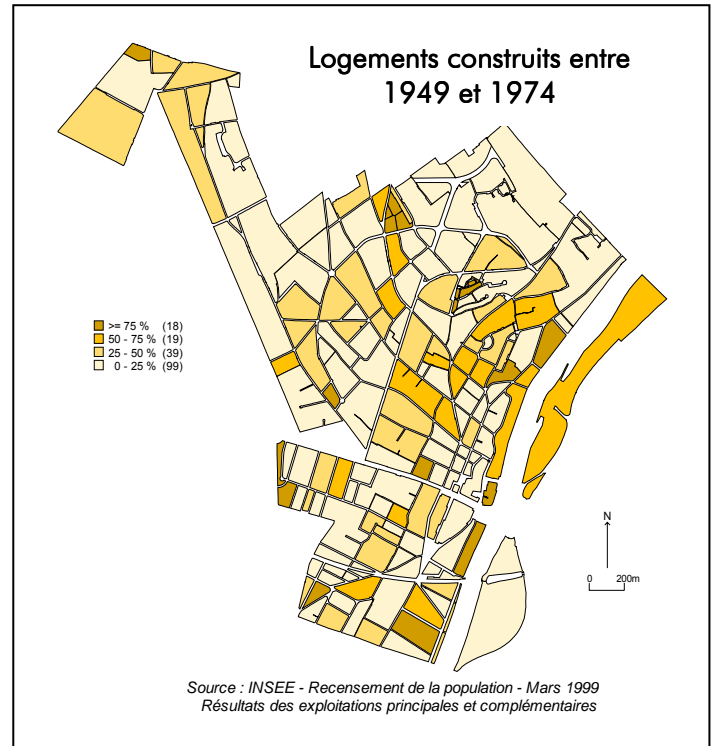 Logements construits entre
1949 et 1974
>= 75 % (18)
50 - 75 % (19)
25 - 50 % (39)
0 - 25 % (99)
N
0 200m
Source : INSEE - Recensement de la population - Mars 1999
Résultats des exploitations principales et complémentaires